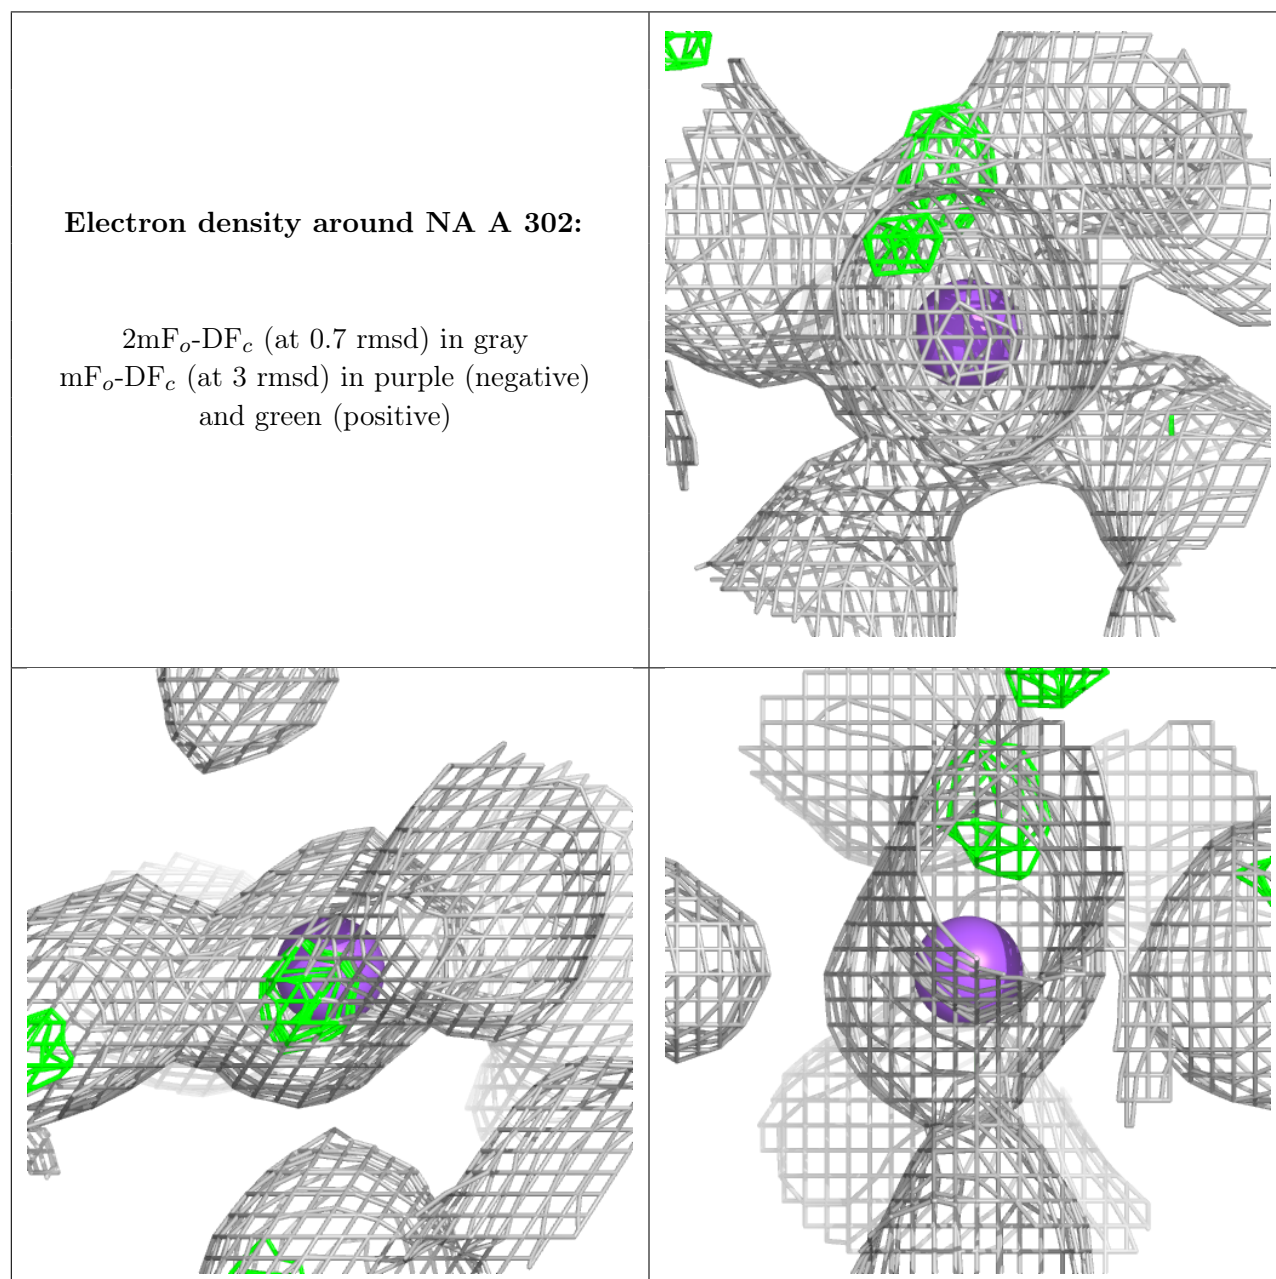 Electron density around NA A 302:
2mFo-DFc (at 0.7 rmsd) in gray
mFo-DFc (at 3 rmsd) in purple (negative)
and green (positive)